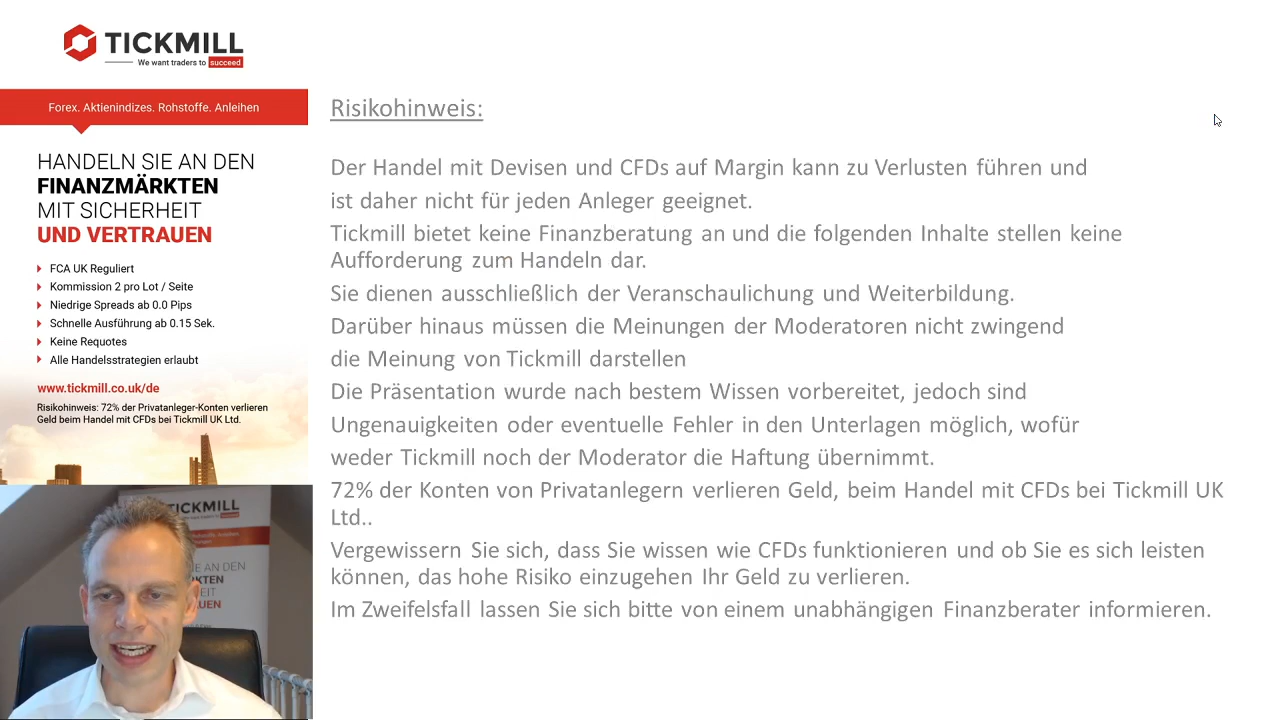 TICKMILL
We want traders to succeed
Forex. Aktienindizes. Rohstoffe. Anleihen
HANDELN SIE AN DEN
FINANZMÄRKTEN
MIT SICHERHEIT
UND VERTRAUEN
FCA UK Reguliert
Kommission 2 pro Lot / Seite
Niedrige Spreads ab 0.0 Pips
Schnelle Ausführung ab 0.15 Sek.
Keine Requotes
Alle Handelsstrategien erlaubt
www.tickmill.co.uk/de
Risikohinweis: 72% der Privatanleger-Konten verlieren
Geld beim Handel mit CFDs bei Tickmill UK Ltd.
TICKMILL
SIE AN DEN
RKTEN
EIT
UEN
Risikohinweis:
Der Handel mit Devisen und CFDs auf Margin kann zu Verlusten führen und
ist daher nicht für jeden Anleger geeignet.
Tickmill bietet keine Finanzberatung an und die folgenden Inhalte stellen keine
Aufforderung zum Handeln dar.
Sie dienen ausschließlich der Veranschaulichung und Weiterbildung.
Darüber hinaus müssen die Meinungen der Moderatoren nicht zwingend
die Meinung von Tickmill darstellen
Die Präsentation wurde nach bestem Wissen vorbereitet, jedoch sind
Ungenauigkeiten oder eventuelle Fehler in den Unterlagen möglich, wofür
weder Tickmill noch der Moderator die Haftung übernimmt.
72% der Konten von Privatanlegern verlieren Geld, beim Handel mit CFDs bei Tickmill UK
Ltd..
Vergewissern Sie sich, dass Sie wissen wie CFDs funktionieren und ob Sie es sich leisten
können, das hohe Risiko einzugehen Ihr Geld zu verlieren.
Im Zweifelsfall lassen Sie sich bitte von einem unabhängigen Finanzberater informieren.